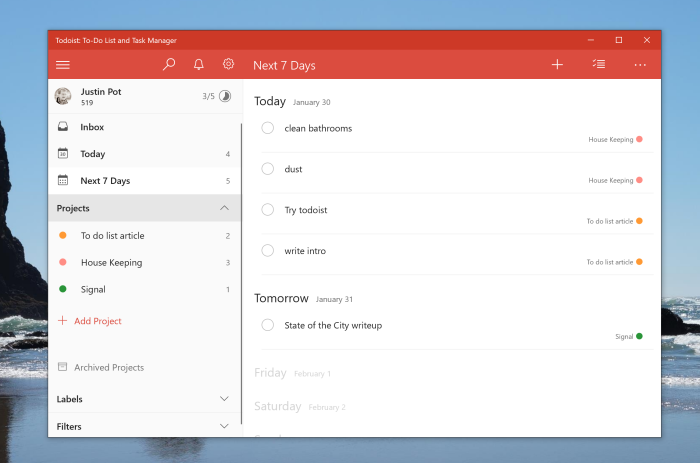 Todoist: To-Do List and Task Manager
Next 7 Days
Justin Pot
519
3/5
Inbox
30
Today 4
Next 7 Days 5
Projects
To do list article 2
House Keeping 3
Signal 1
Add Project
Archived Projects
Labels
Filters
Today January 30
clean bathrooms
House Keeping
dust
House Keeping
Try todoist
To do list article
write intro
To do list article
Tomorrow January 31
State of the City writeup
Signal
Friday February 1
Saturday February 2